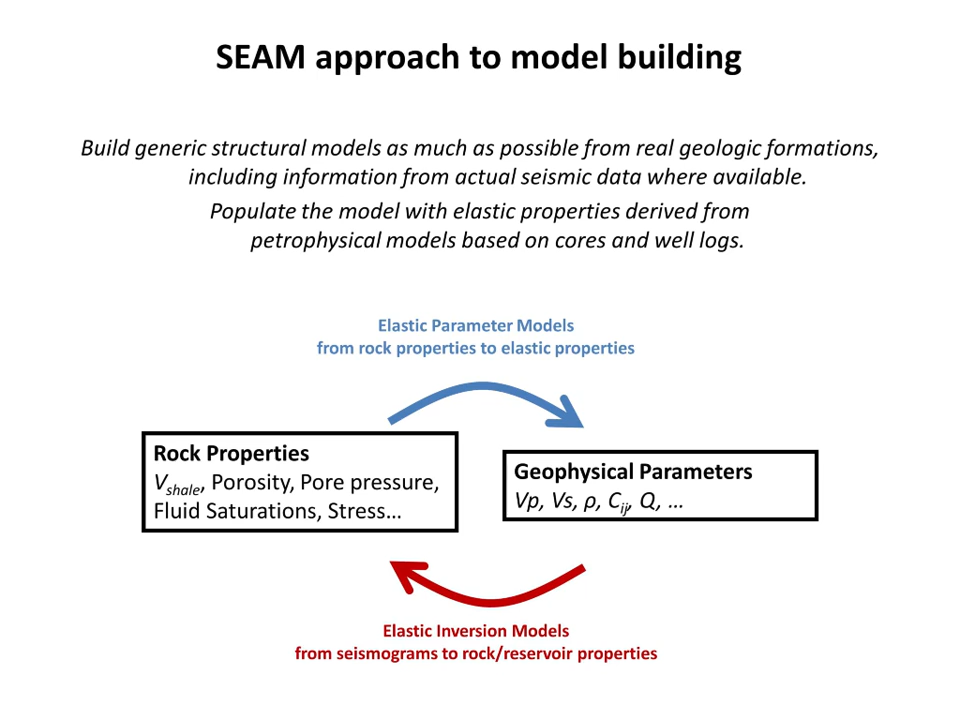 SEAM approach to model building
Build generic structural models as much as possible from real geologic formations,
including information from actual seismic data where available.
Populate the model with elastic properties derived from
petrophysical models based on cores and well logs.
Elastic Parameter Models
from rock properties to elastic properties
Rock Properties
Vshale, Porosity, Pore pressure,
Fluid Saturations, Stress…
Geophysical Parameters
Vp, Vs, ρ, Cij, Q, …
Elastic Inversion Models
from seismograms to rock/reservoir properties